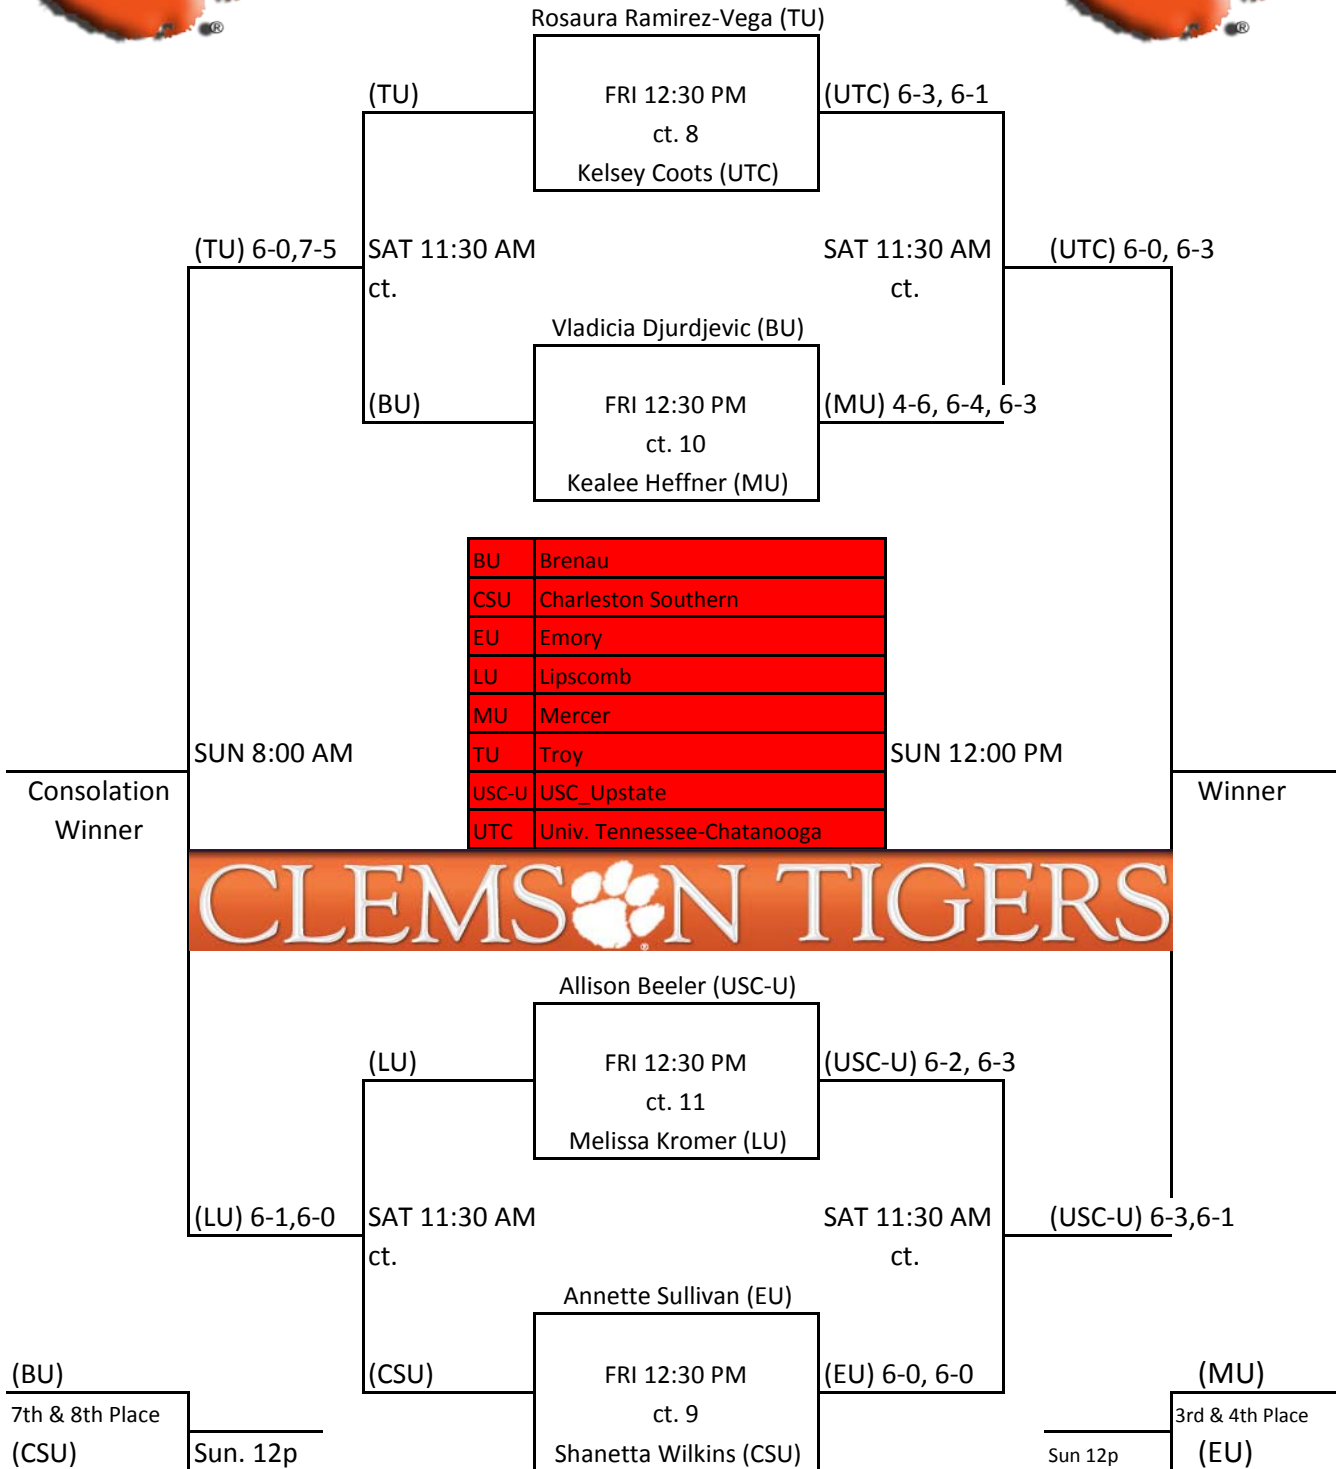 ® ®
Rosaura Ramirez-Vega (TU)
(TU) FRI 12:30 PM (UTC) 6-3, 6-1
ct. 8
Kelsey Coots (UTC)
(TU) 6-0,7-5 SAT 11:30 AM SAT 11:30 AM (UTC) 6-0, 6-3
ct. ct.
Vladicia Djurdjevic (BU)
(BU) FRI 12:30 PM (MU) 4-6, 6-4, 6-3
ct. 10
Kealee Heffner (MU)
BU Brenau
CSU Charleston Southern
EU Emory
LU Lipscomb
MU Mercer
SUN 8:00 AM TU Troy SUN 12:00 PM
Consolation USC-U USC_Upstate Winner
Winner UTC Univ. Tennessee-Chatanooga
CLEMSON TIGERS
®
Allison Beeler (USC-U)
(LU) FRI 12:30 PM (USC-U) 6-2, 6-3
ct. 11
Melissa Kromer (LU)
(LU) 6-1,6-0 SAT 11:30 AM SAT 11:30 AM (USC-U) 6-3,6-1
ct. ct.
Annette Sullivan (EU)
(BU) (CSU) FRI 12:30 PM (EU) 6-0, 6-0 (MU)
7th & 8th Place ct. 9 3rd & 4th Place
(CSU) Sun. 12p Shanetta Wilkins (CSU) Sun 12p (EU)